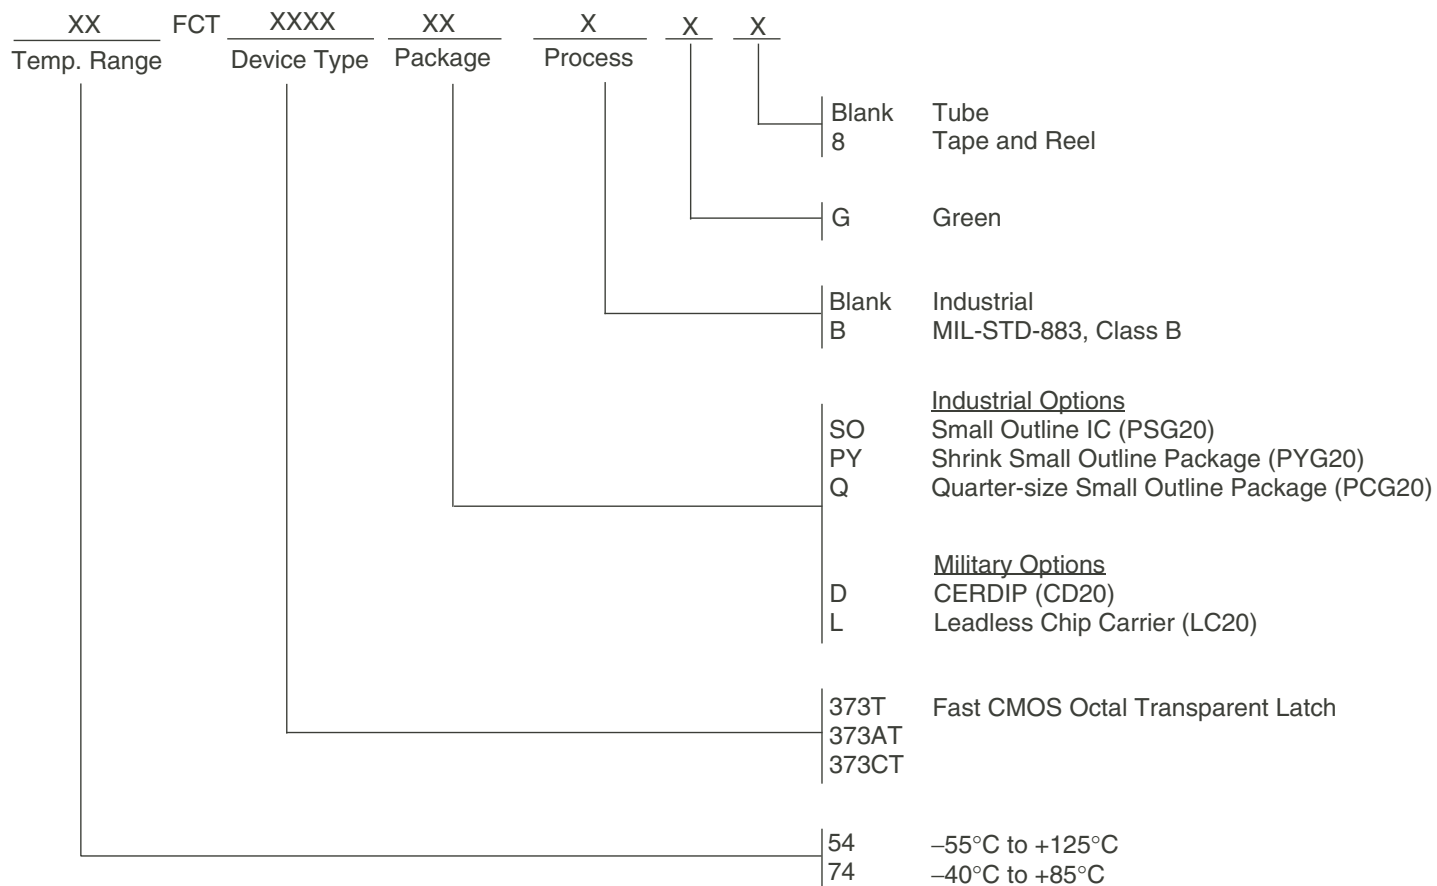 XX FCT XXXX XX X X X
Temp. Range Device Type Package Process
Blank Tube
8 Tape and Reel
G Green
Blank Industrial
B MIL-STD-883, Class B
Industrial Options
SO Small Outline IC (PSG20)
PY Shrink Small Outline Package (PYG20)
Q Quarter-size Small Outline Package (PCG20)
Military Options
D CERDIP (CD20)
L Leadless Chip Carrier (LC20)
373T Fast CMOS Octal Transparent Latch
373AT
373CT
54 –55°C to +125°C
74 –40°C to +85°C